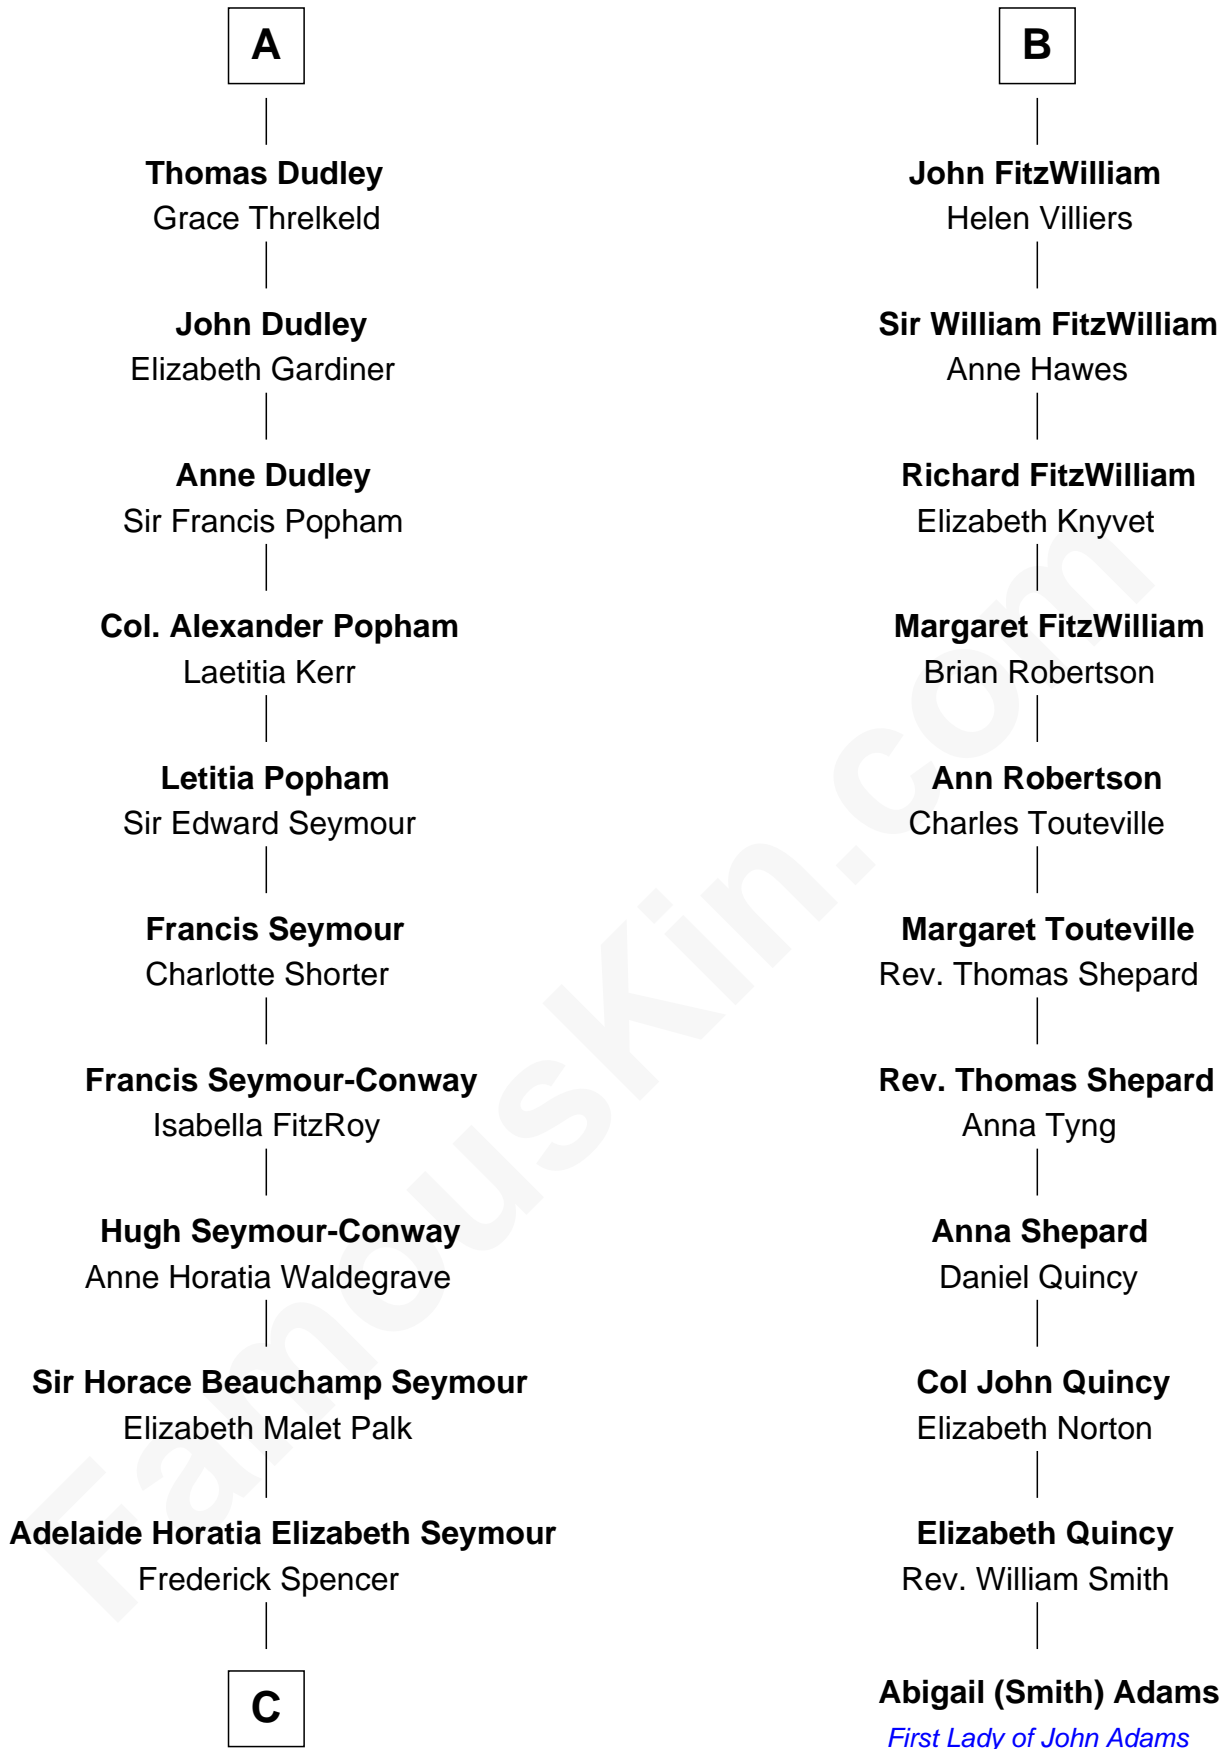 A
Thomas Dudley
Grace Threlkeld
John Dudley
Elizabeth Gardiner
Anne Dudley
Sir Francis Popham
Col. Alexander Popham
Laetitia Kerr
Letitia Popham
Sir Edward Seymour
Francis Seymour
Charlotte Shorter
Francis Seymour-Conway
Isabella FitzRoy
Hugh Seymour-Conway
Anne Horatia Waldegrave
Sir Horace Beauchamp Seymour
Elizabeth Malet Palk
Adelaide Horatia Elizabeth Seymour
Frederick Spencer
C
B
John FitzWilliam
Helen Villiers
Sir William FitzWilliam
Anne Hawes
Richard FitzWilliam
Elizabeth Knyvet
Margaret FitzWilliam
Brian Robertson
Ann Robertson
Charles Touteville
Margaret Touteville
Rev. Thomas Shepard
Rev. Thomas Shepard
Anna Tyng
Anna Shepard
Daniel Quincy
Col John Quincy
Elizabeth Norton
Elizabeth Quincy
Rev. William Smith
Abigail (Smith) Adams
First Lady of John Adams
FamousKin.com